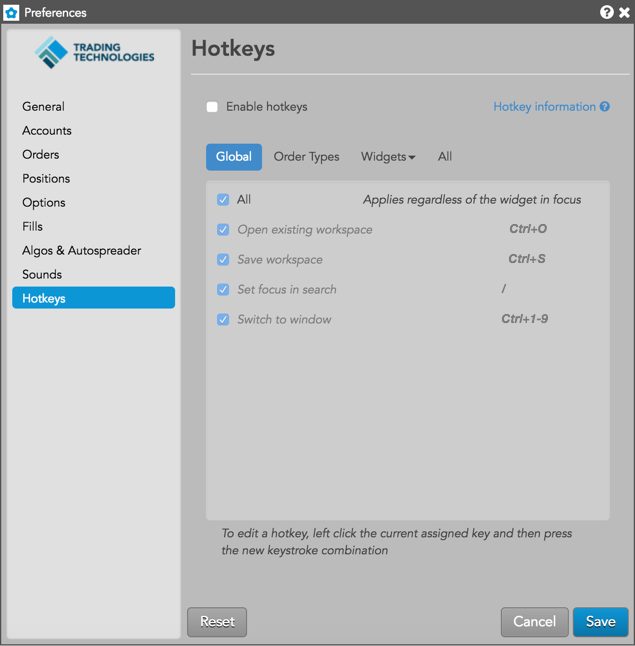 Preferences
TRADING
TECHNOLOGIES
General
Accounts
Orders
Positions
Options
Fills
Algos & Autospreader
Sounds
Hotkeys
Hotkeys
Enable hotkeys
Hotkey information ?
Global Order Types Widgets All
All Applies regardless of the widget in focus
Open existing workspace Ctrl+O
Save workspace Ctrl+S
Set focus in search /
Switch to window Ctrl+1-9
To edit a hotkey, left click the current assigned key and then press
the new keystroke combination
Reset Cancel Save